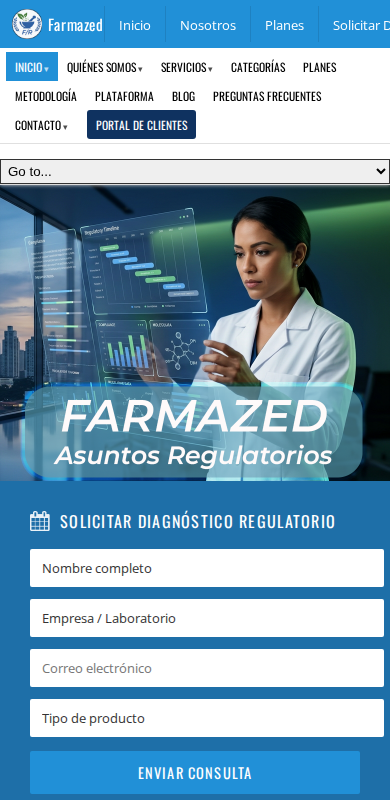 Farmazed Inicio Nosotros Planes Solicitar D
INICIO QUIÉNES SOMOS SERVICIOS CATEGORÍAS PLANES
METODOLOGÍA PLATAFORMA BLOG PREGUNTAS FRECUENTES
CONTACTO PORTAL DE CLIENTES
Go to...
Regulatory Timeline
COMPLIANCE
MOLECULAR
FARMAZED
Asuntos Regulatorios
SOLICITAR DIAGNÓSTICO REGULATORIO
Nombre completo
Empresa / Laboratorio
Correo electrónico
Tipo de producto
ENVIAR CONSULTA